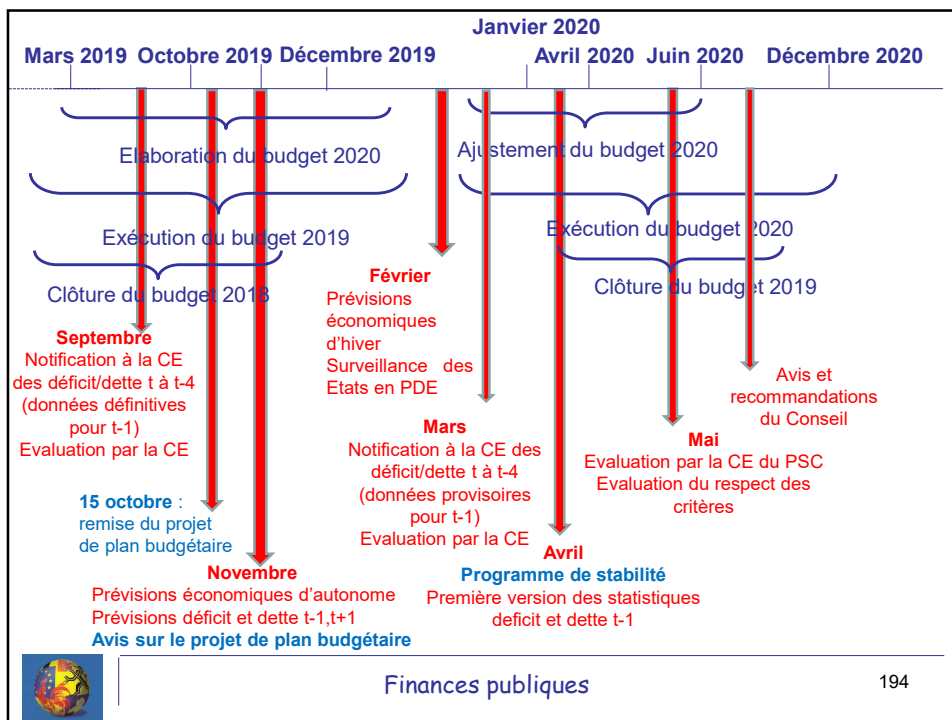 Janvier 2020
Mars 2019 Octobre 2019 Décembre 2019 Avril 2020 Juin 2020 Décembre 2020
Elaboration du budget 2020
Ajustement du budget 2020
Exécution du budget 2019
Exécution du budget 2020
Clôture du budget 2018
Clôture du budget 2019
Septembre
Notification à la CE
des déficit/dette t à t-4
(données définitives
pour t-1)
Evaluation par la CE
15 octobre :
remise du projet
de plan budgétaire
Novembre
Prévisions économiques d'autonome
Prévisions déficit et dette t-1,t+1
Avis sur le projet de plan budgétaire
Février
Prévisions
économiques
d'hiver
Surveillance des
Etats en PDE
Mars
Notification à la CE des
déficit/dette t à t-4
(données provisoires
pour t-1)
Evaluation par la CE
Avril
Programme de stabilité
Première version des statistiques
deficit et dette t-1
Mai
Evaluation par la CE du PSC
Evaluation du respect des
critères
Avis et
recommandations
du Conseil
Finances publiques
194